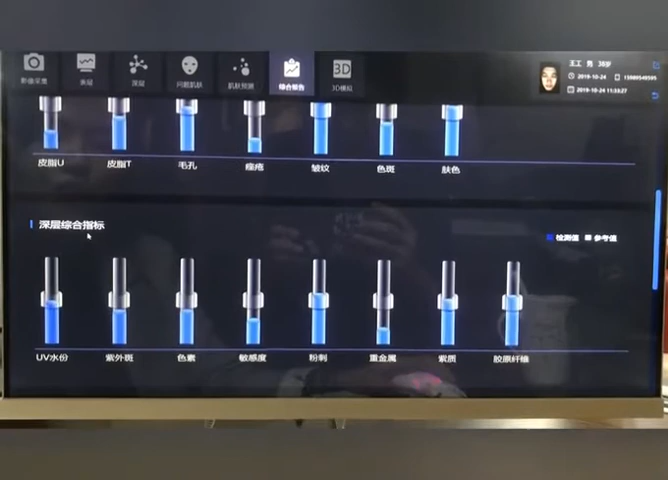 影像采集 表层 深层 问题肌肤 肌肤预测 综合报告 3D 3D模拟
王工 男 38岁
2019-10-24
2019-10-24 11:33:27
皮脂U 皮脂T 毛孔 痤疮 皱纹 色斑 肤色
深层综合指标
检测值 参考值
UV水份 紫外斑 色素 敏感度 粉刺 重金属 紫质 胶原纤维